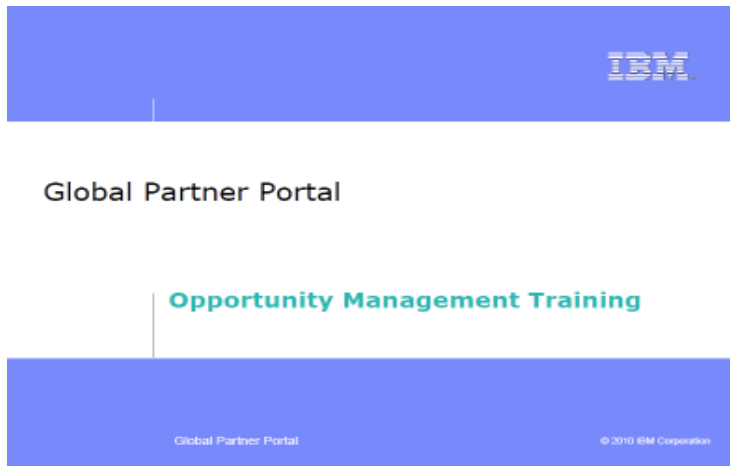 IBM.
Global Partner Portal
Opportunity Management Training
Global Partner Portal
© 2010 IBM Corporation